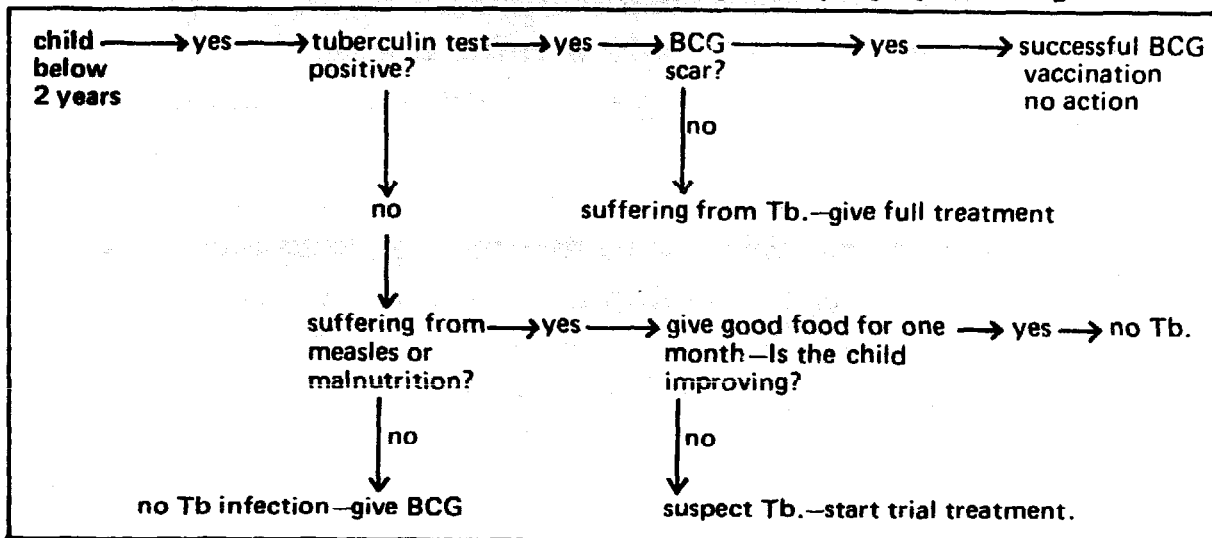 child yes tuberculin test yes BCG yes successful BCG
below positive? scar? vaccination
2 years no action
no
no suffering from Tb.—give full treatment
suffering from yes give good food for one yes no Tb.
measles or month—Is the child
malnutrition? improving?
no no
no Tb infection—give BCG suspect Tb.—start trial treatment.